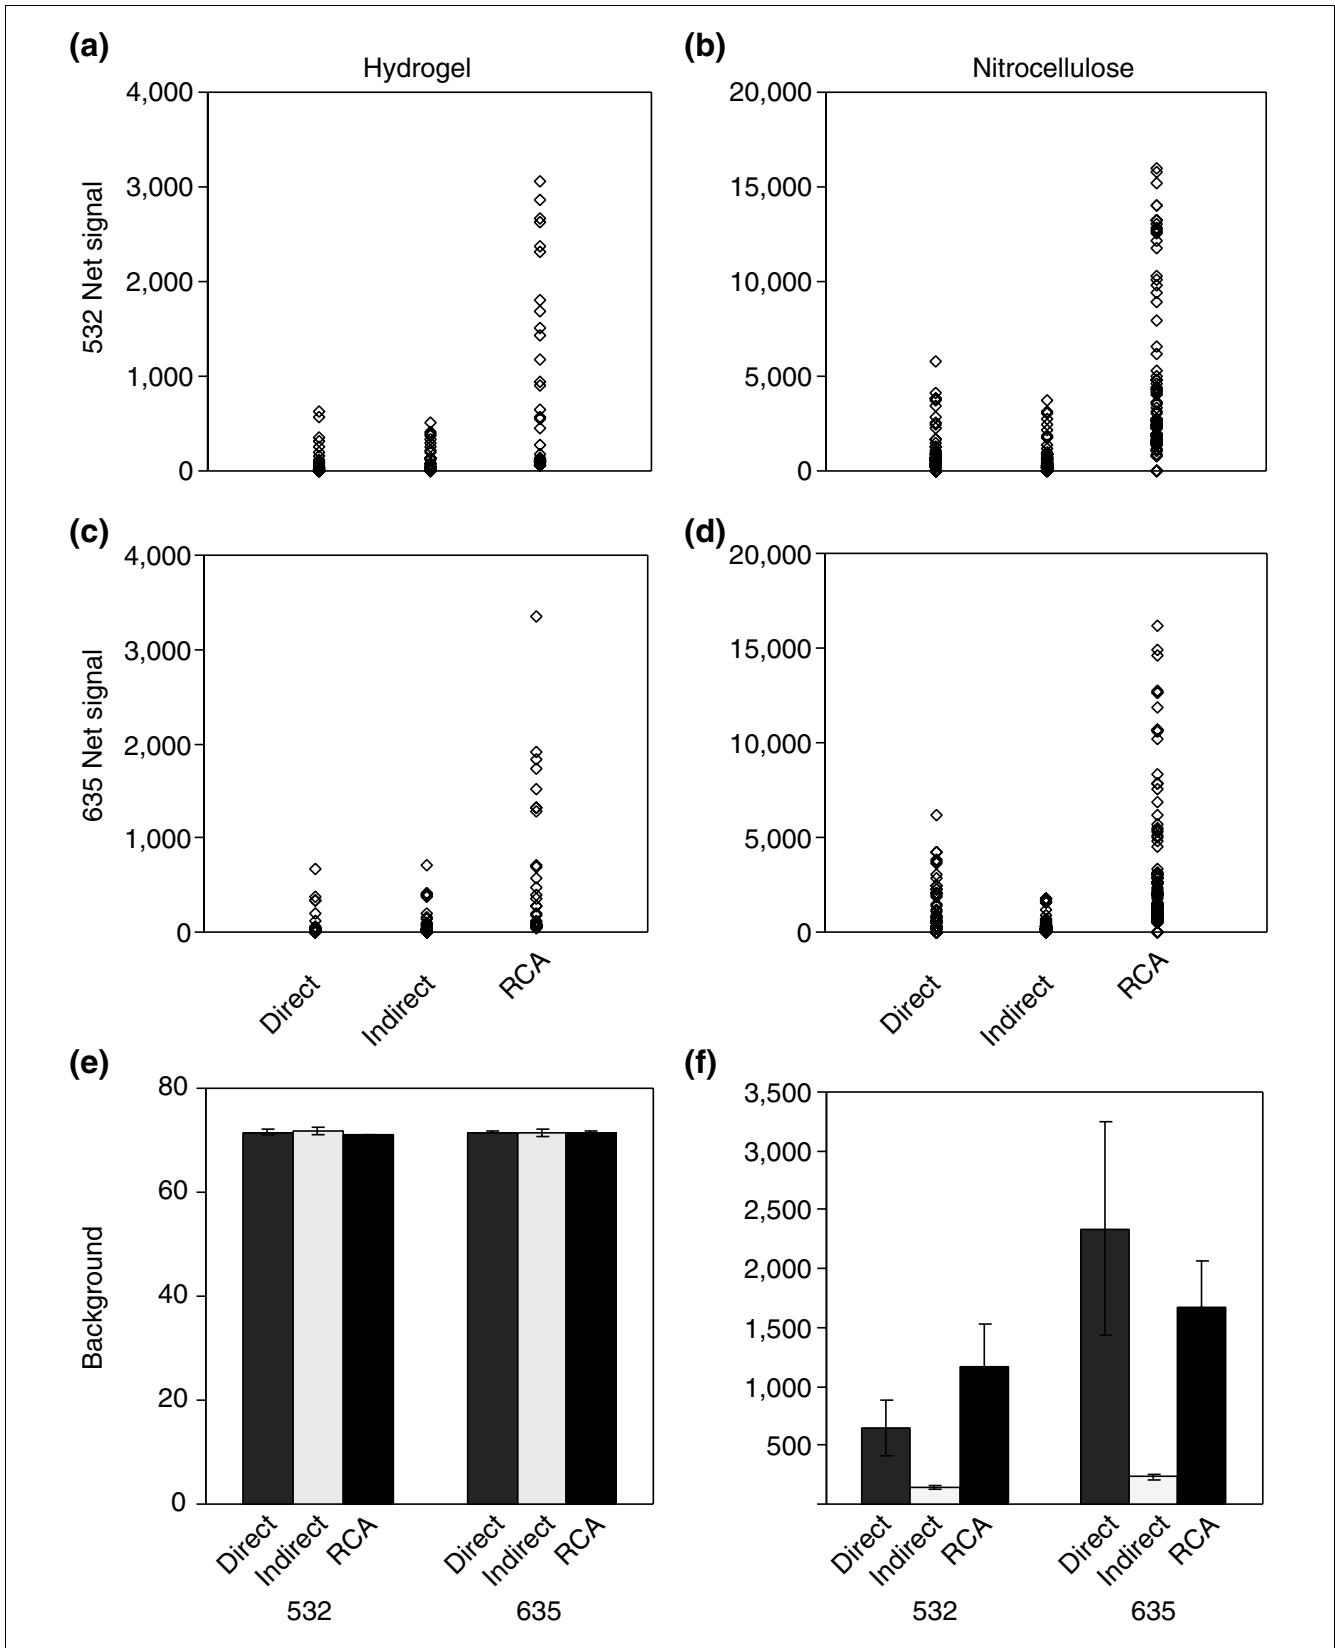 (a)
Hydrogel
4,000
3,000
2,000
1,000
0
532 Net signal
(b)
Nitrocellulose
20,000
15,000
10,000
5,000
0
(c)
4,000
3,000
2,000
1,000
0
635 Net signal
Direct
Indirect
RCA
(d)
20,000
15,000
10,000
5,000
0
Direct
Indirect
RCA
(e)
80
60
40
20
0
Background
Direct
Indirect
RCA
Direct
Indirect
RCA
532
635
(f)
3,500
3,000
2,500
2,000
1,500
1,000
500
Direct
Indirect
RCA
Direct
Indirect
RCA
532
635